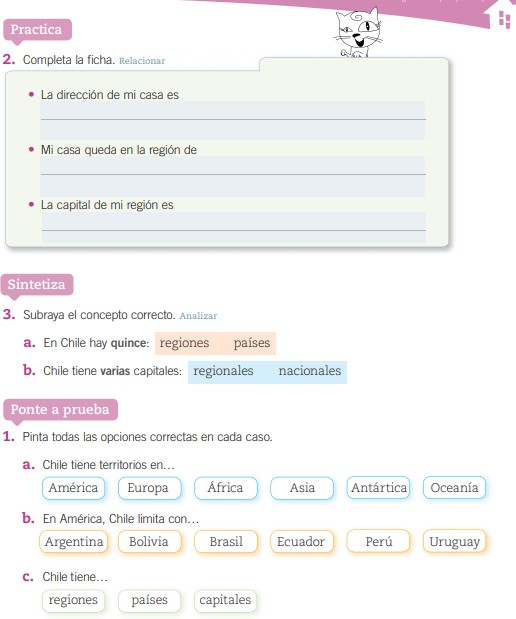 Practica
2. Completa la ficha. Relacionar
• La dirección de mi casa es
• Mi casa queda en la región de
• La capital de mi región es
Sintetiza
3. Subraya el concepto correcto. Analizar
a. En Chile hay quince: regiones países
b. Chile tiene varias capitales: regionales nacionales
Ponte a prueba
1. Pinta todas las opciones correctas en cada caso.
a. Chile tiene territorios en...
América Europa África Asia Antártica Oceanía
b. En América, Chile limita con...
Argentina Bolivia Brasil Ecuador Perú Uruguay
c. Chile tiene...
regiones países capitales